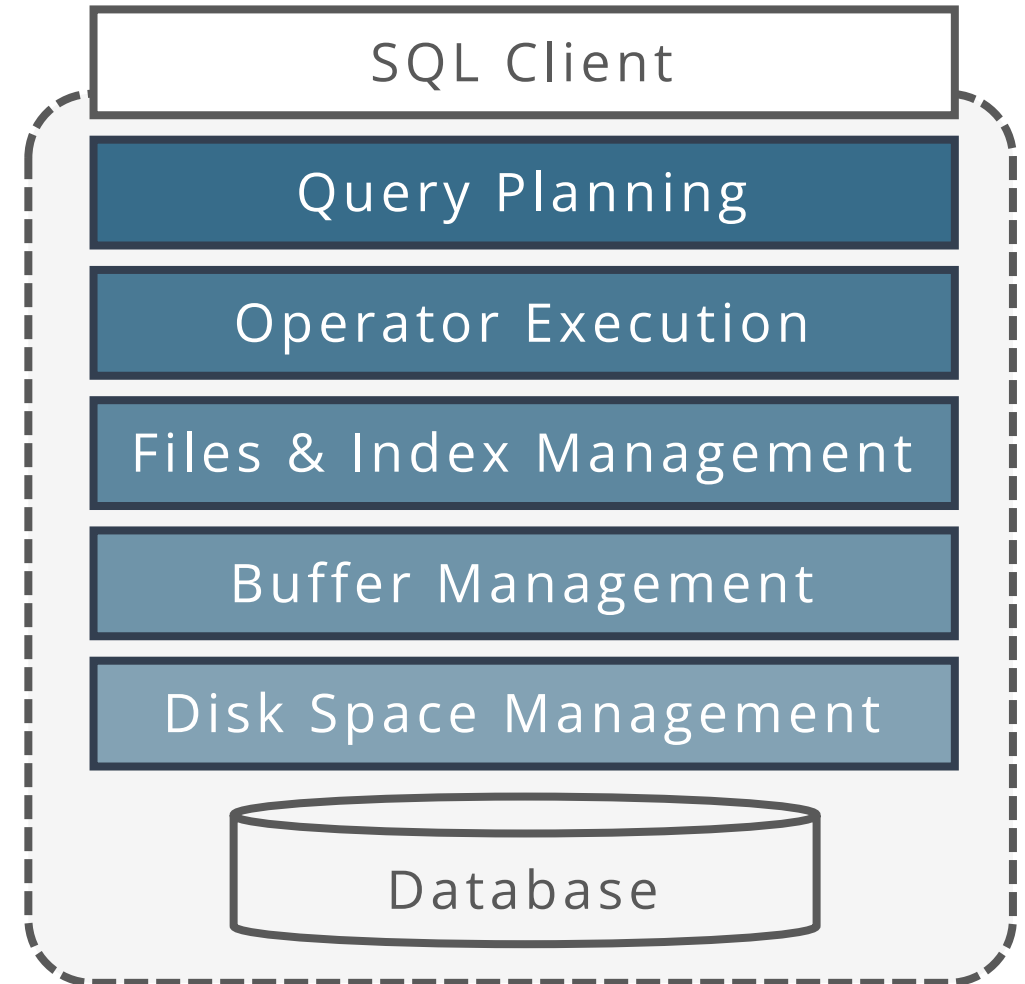 SQL Client
Query Planning
Operator Execution
Files & Index Management
Buffer Management
Disk Space Management
Database